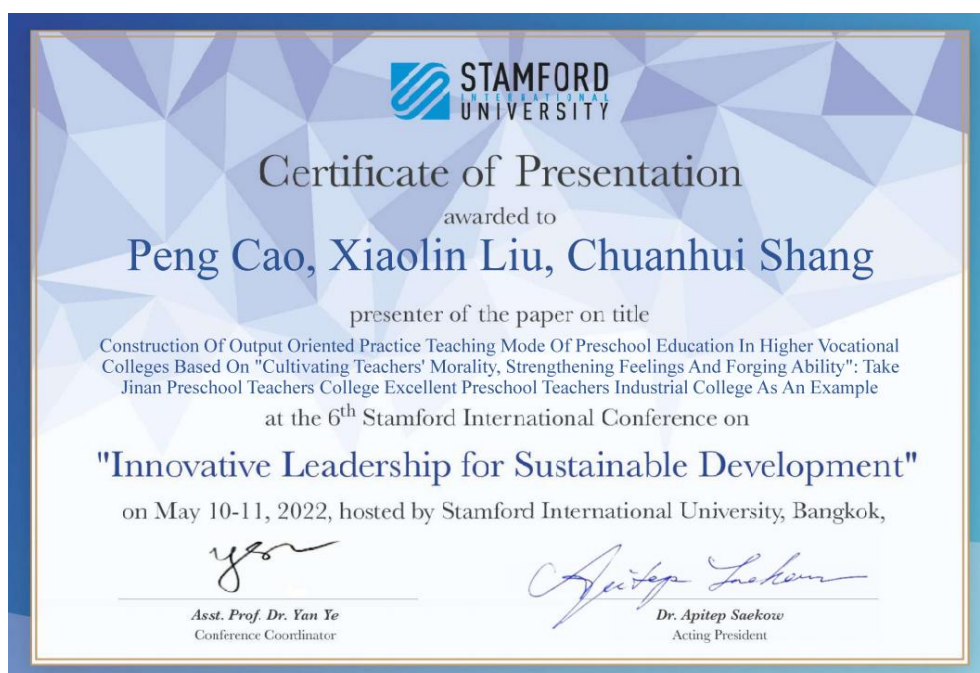 STAMFORD
INTERNATIONAL
UNIVERSITY
Certificate of Presentation
awarded to
Peng Cao, Xiaolin Liu, Chuanhui Shang
presenter of the paper on title
Construction Of Output Oriented Practice Teaching Mode Of Preschool Education In Higher Vocational
Colleges Based On "Cultivating Teachers' Morality, Strengthening Feelings And Forging Ability": Take
Jinan Preschool Teachers College Excellent Preschool Teachers Industrial College As An Example
at the 6th Stamford International Conference on
"Innovative Leadership for Sustainable Development"
on May 10-11, 2022, hosted by Stamford International University, Bangkok,
Asst. Prof. Dr. Yan Ye
Conference Coordinator
Dr. Apitep Saekow
Acting President